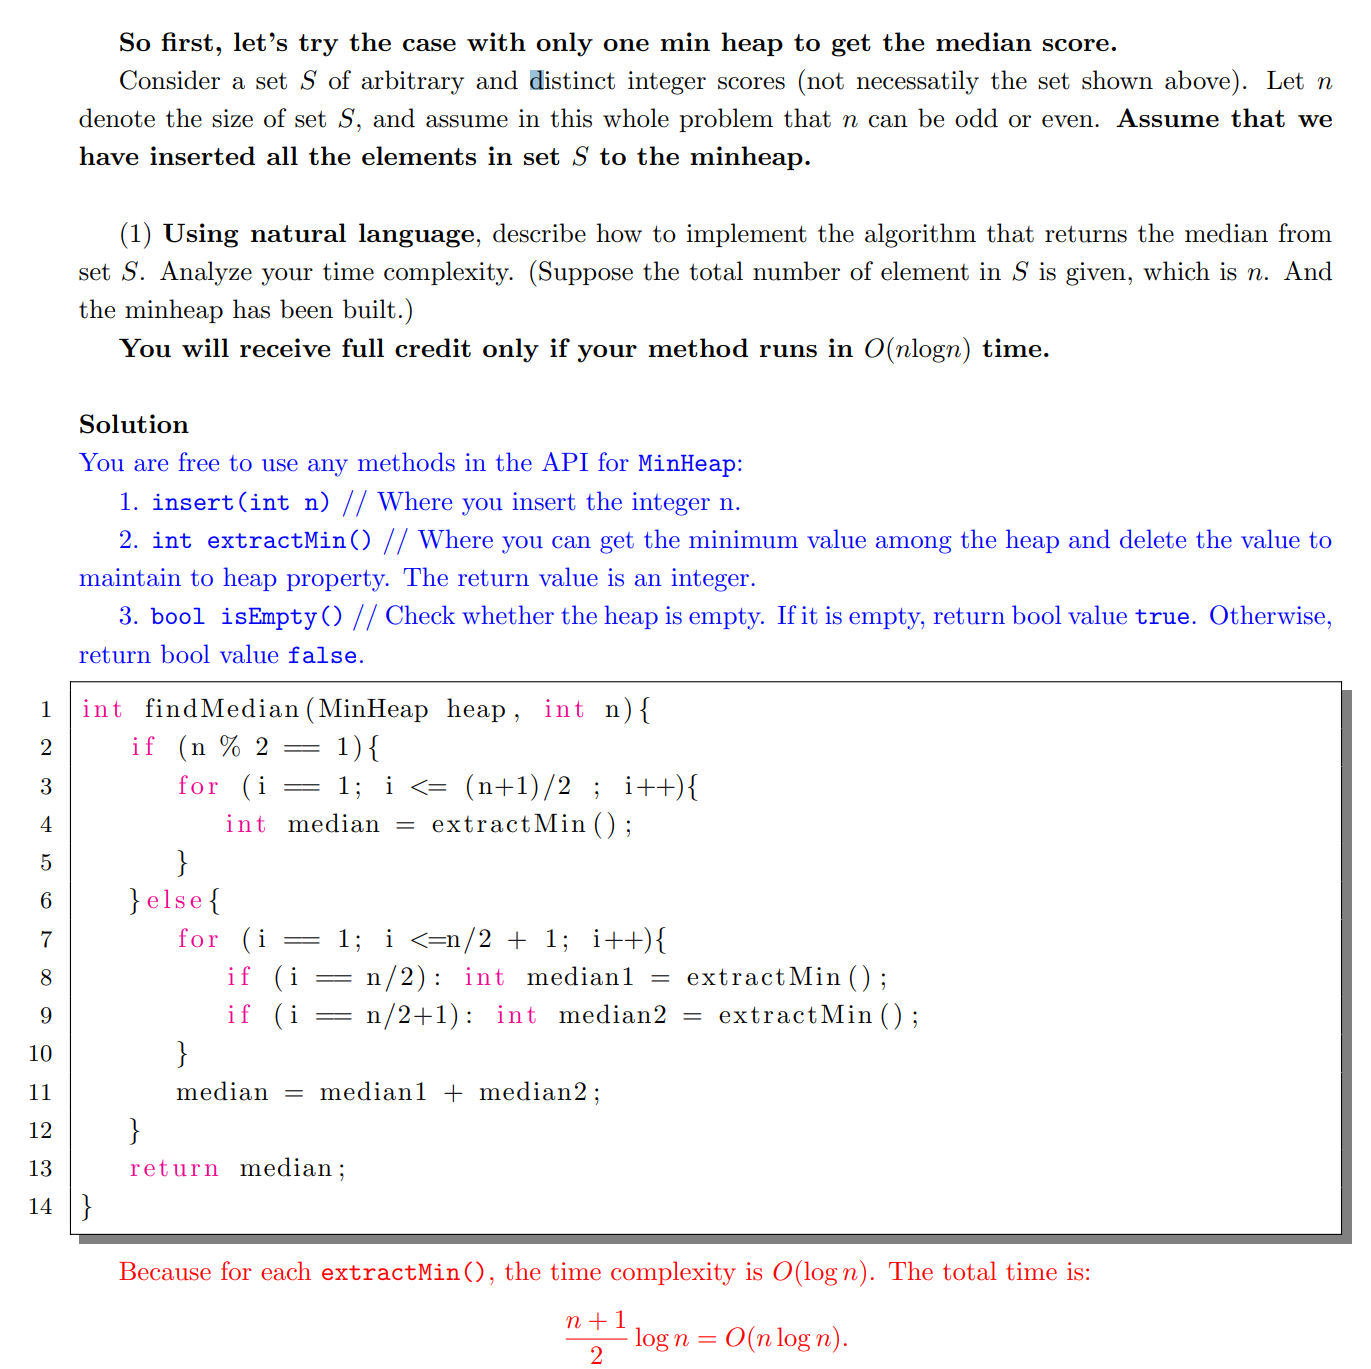 So first, let's try the case with only one min heap to get the median score.
Consider a set S of arbitrary and distinct integer scores (not necessatily the set shown above). Let n
denote the size of set S, and assume in this whole problem that n can be odd or even. Assume that we
have inserted all the elements in set S to the minheap.
(1) Using natural language, describe how to implement the algorithm that returns the median from
set S. Analyze your time complexity. (Suppose the total number of element in S is given, which is n. And
the minheap has been built.)
You will receive full credit only if your method runs in O(nlogn) time.
Solution
You are free to use any methods in the API for MinHeap:
1. insert(int n) // Where you insert the integer n.
2. int extractMin() // Where you can get the minimum value among the heap and delete the value to
maintain to heap property. The return value is an integer.
3. bool isEmpty() // Check whether the heap is empty. If it is empty, return bool value true. Otherwise,
return bool value false.
1 int findMedian(MinHeap heap, int n){
2 if (n % 2 == 1){
3 for (i == 1; i <= (n+1)/2 ; i++){
4 int median = extractMin();
5 }
6 }else{
7 for (i == 1; i <=n/2 + 1; i++){
8 if (i == n/2): int median1 = extractMin();
9 if (i == n/2+1): int median2 = extractMin();
10 }
11 median = median1 + median2;
12 }
13 return median;
14 }
Because for each extractMin(), the time complexity is O(log n). The total time is:
\frac{n+1}{2} log n = O(n log n).